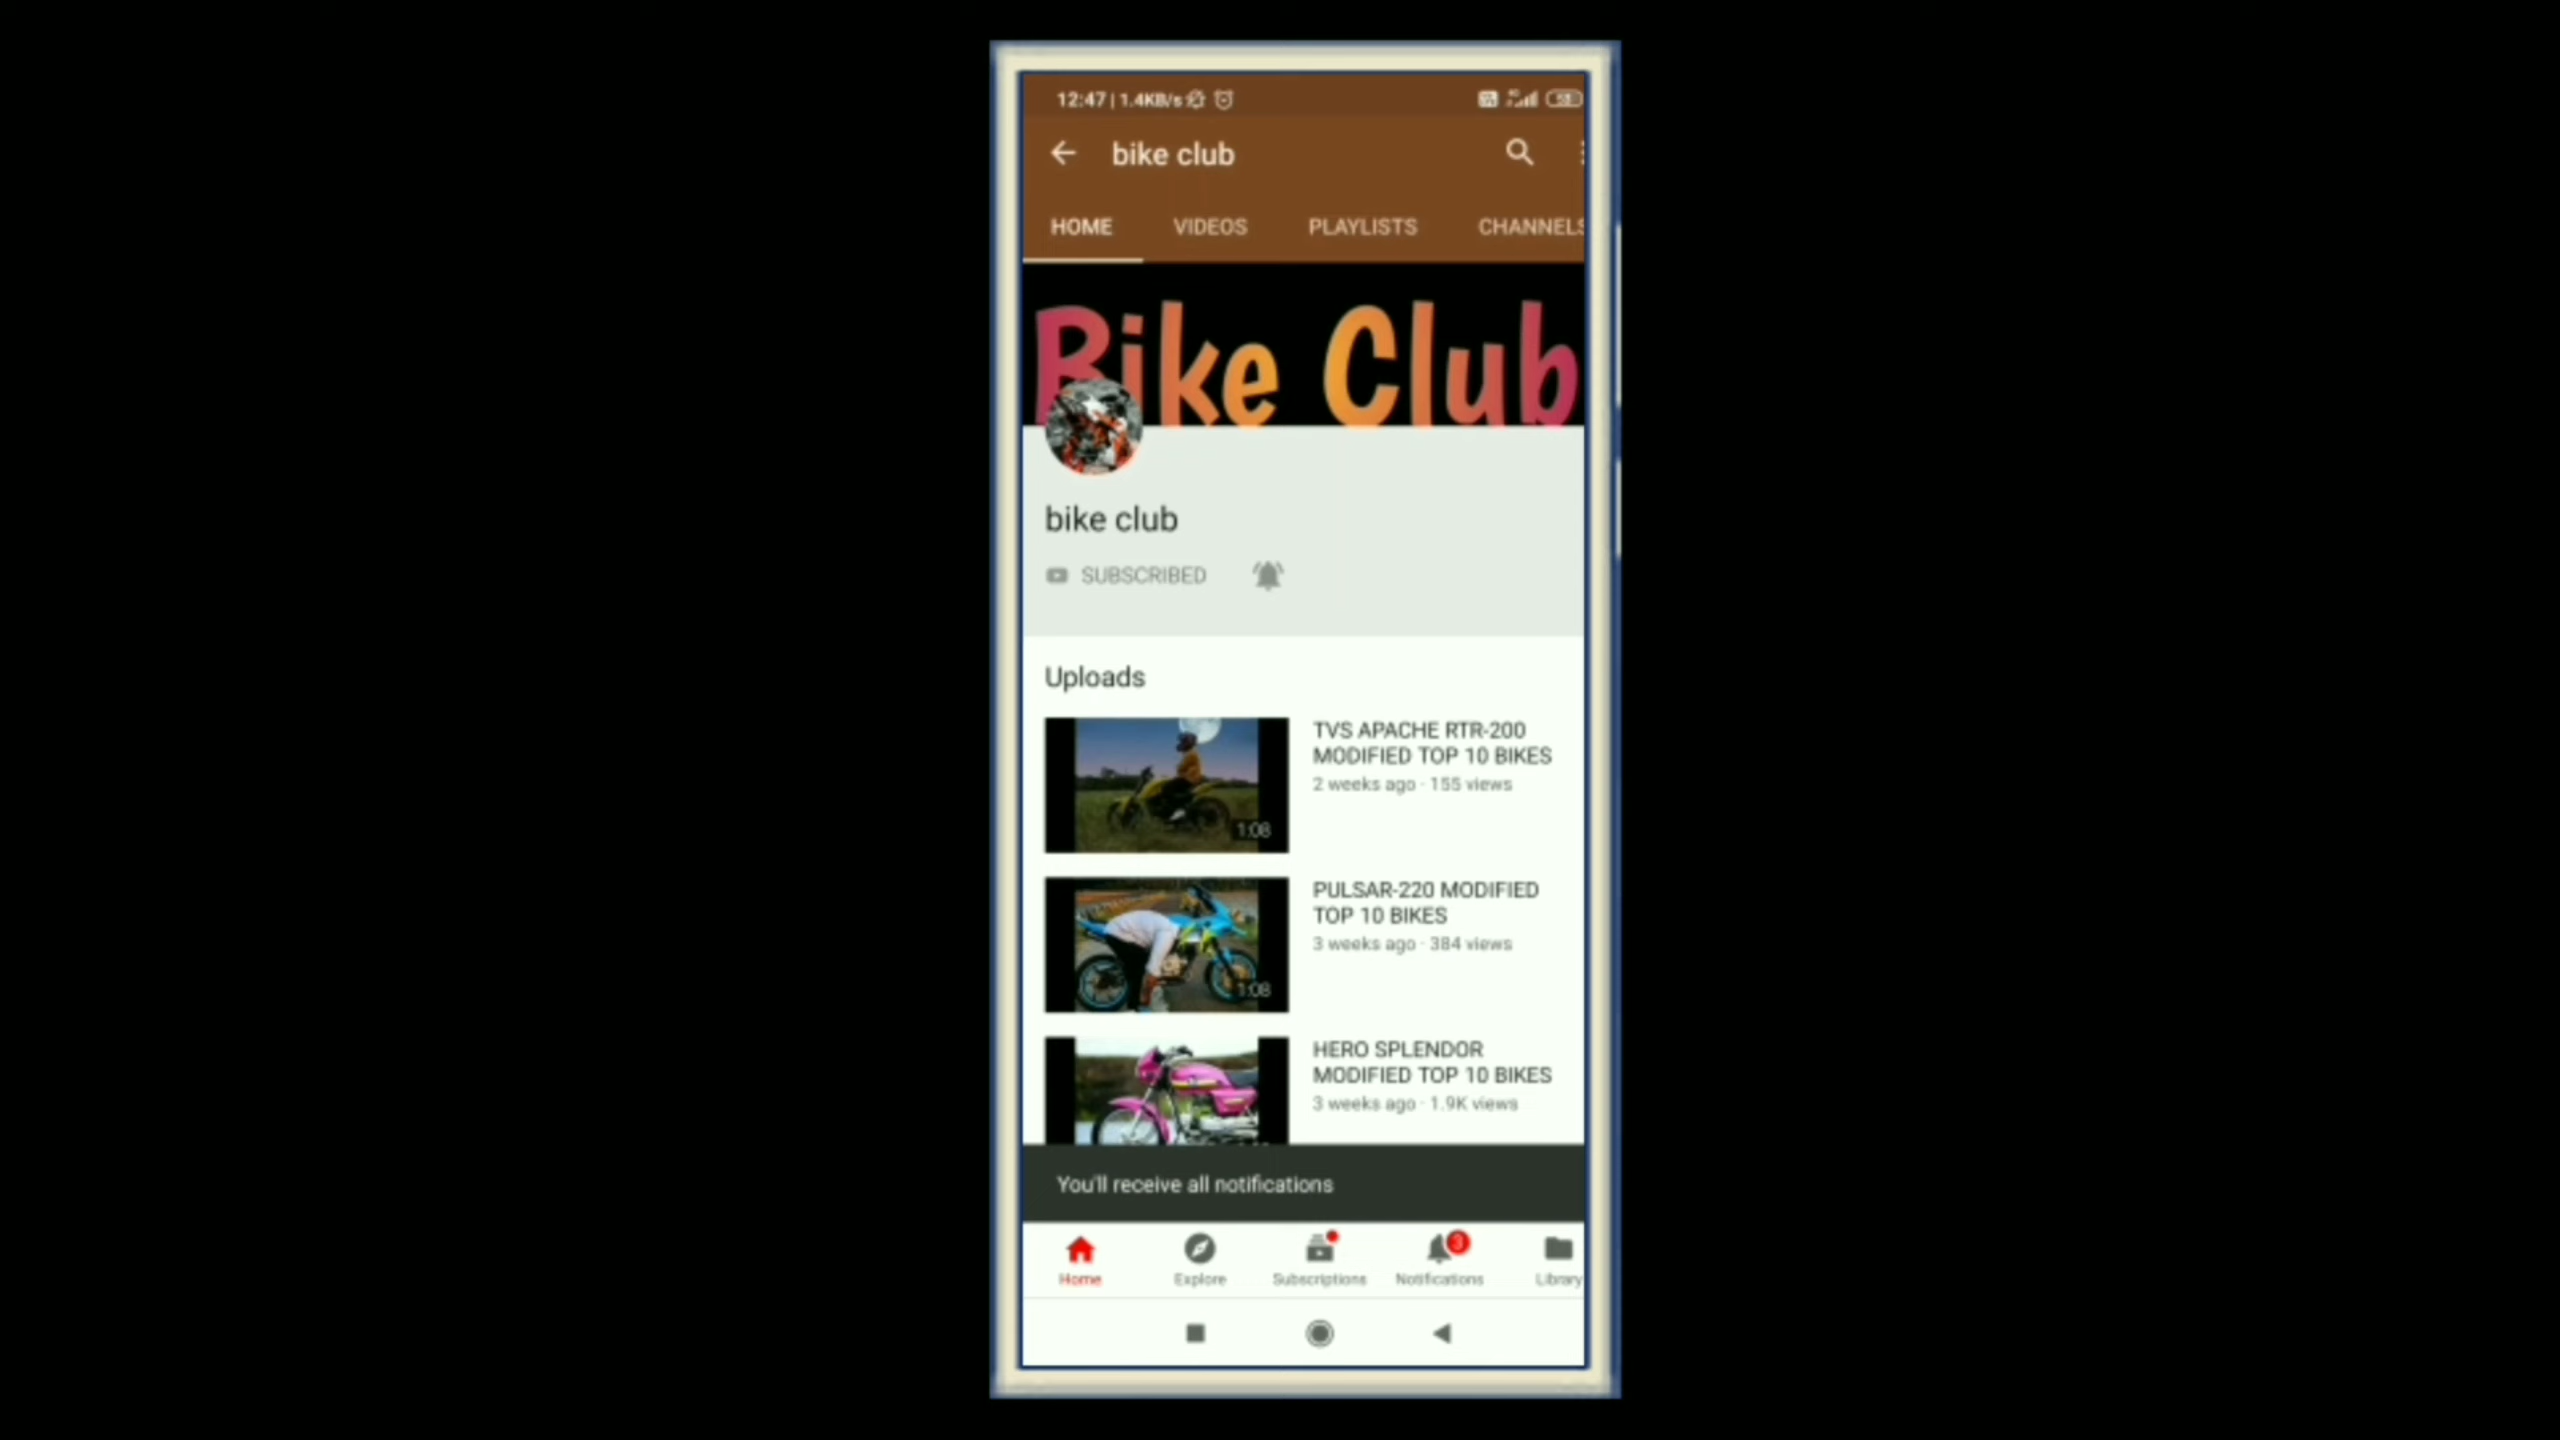 12:47 | 1.4KB/s
bike club
HOME VIDEOS PLAYLISTS CHANNELS
Bike Club
bike club
SUBSCRIBED
Uploads
TVS APACHE RTR-200
MODIFIED TOP 10 BIKES
2 weeks ago · 155 views
1:08
PULSAR-220 MODIFIED
TOP 10 BIKES
3 weeks ago · 384 views
1:08
HERO SPLENDOR
MODIFIED TOP 10 BIKES
3 weeks ago · 1.9K views
You'll receive all notifications
3
Home Explore Subscriptions Notifications Library